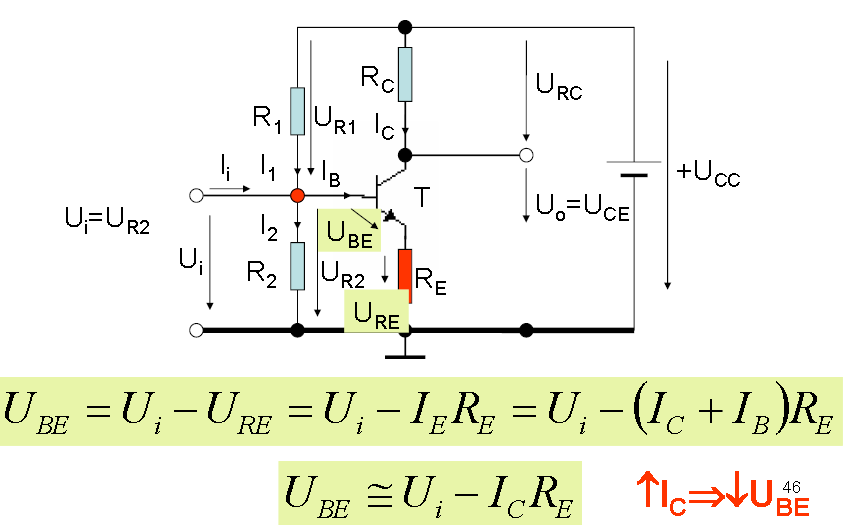 R_C
U_RC
R_1
U_R1
I_C
I_i
I_1
I_B
T
+U_CC
U_i=U_R2
I_2
U_BE
U_o=U_CE
U_i
R_2
U_R2
R_E
U_RE
U_BE = U_i − U_RE = U_i − I_E R_E = U_i − (I_C + I_B) R_E
U_BE ≅ U_i − I_C R_E
↑I_C⇒↓U_BE
46